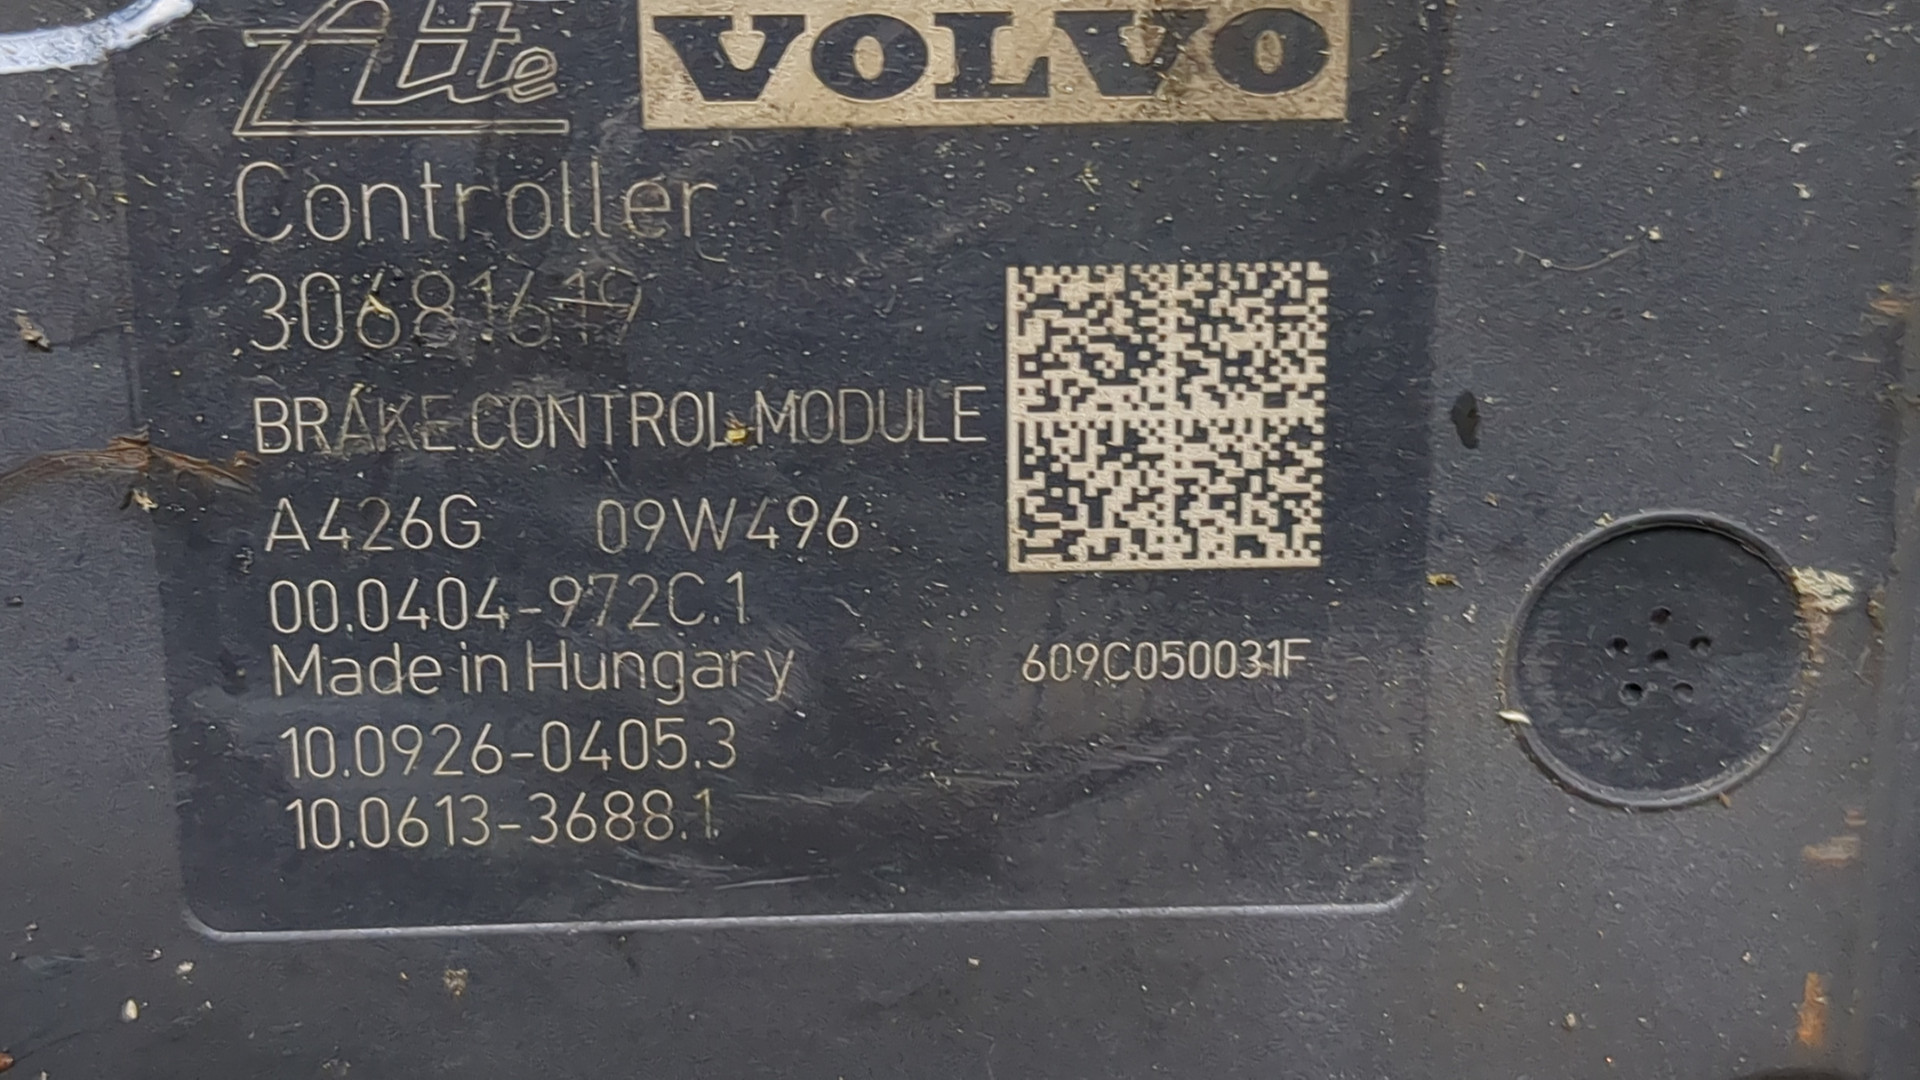 Ate VOLVO
Controller
30681619
BRAKE CONTROL MODULE
A426G 09W496
00.0404-972C.1
Made in Hungary
609C050031F
10.0926-0405.3
10.0613-3688.1